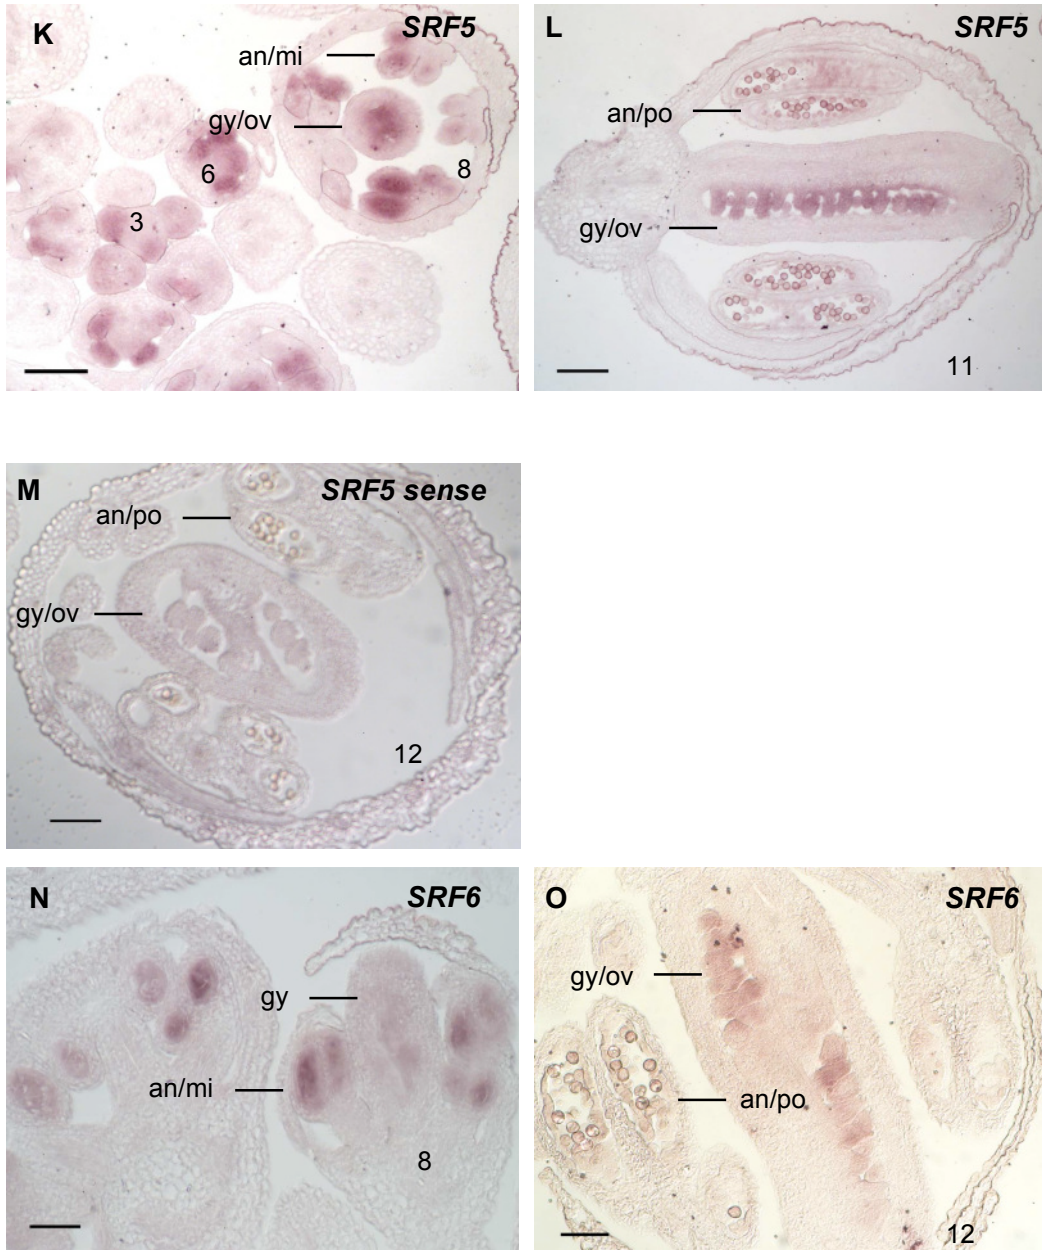 K
SRF5
an/mi
gy/ov
6
8
3
L
SRF5
an/po
gy/ov
11
M
SRF5 sense
an/po
gy/ov
12
N
SRF6
gy
an/mi
8
O
SRF6
gy/ov
an/po
12